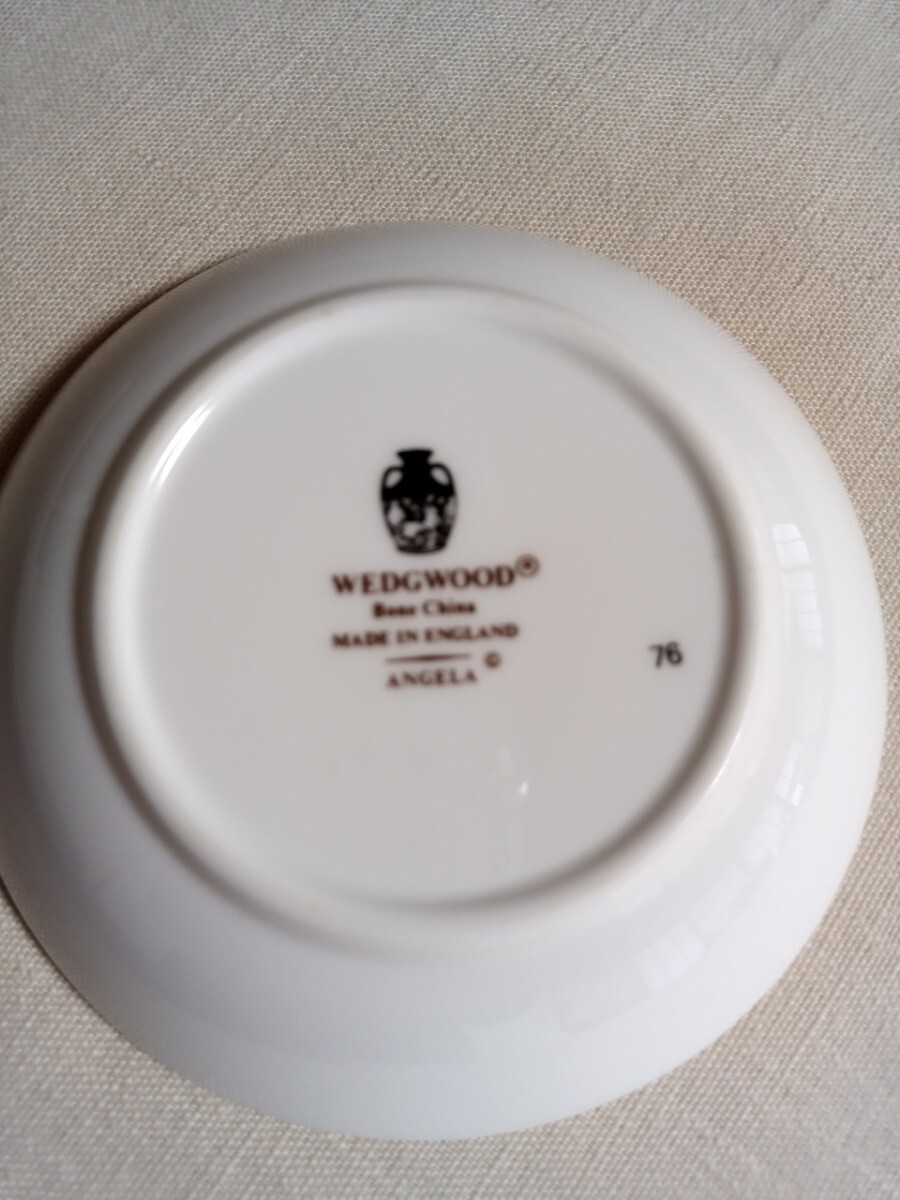 WEDGWOOD®
Bone China
MADE IN ENGLAND
ANGELA ©
76